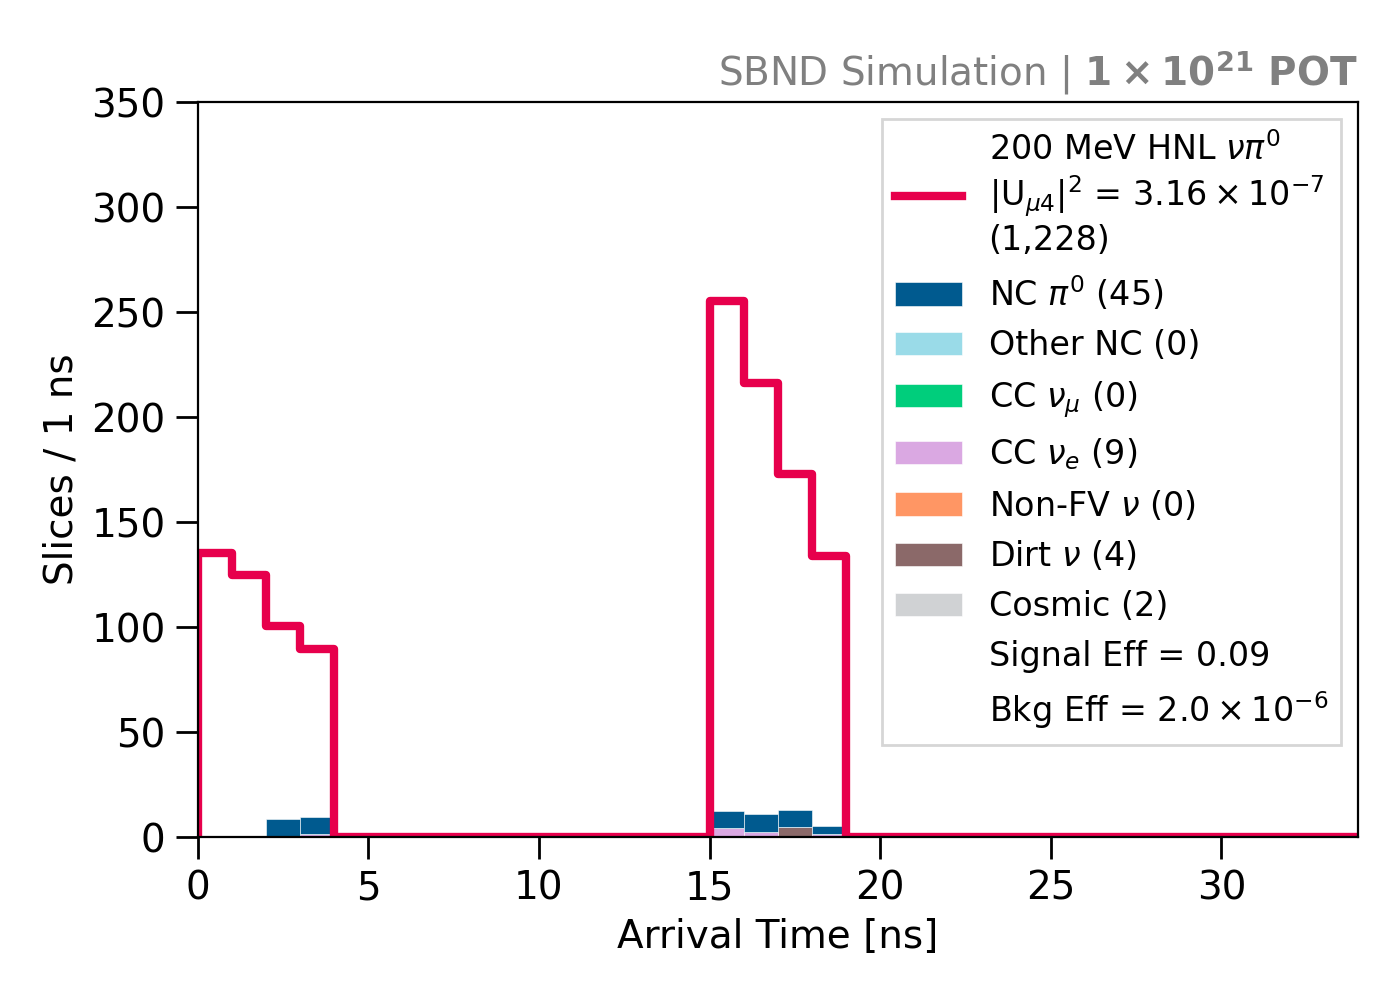 SBND Simulation | 1 × 10²¹ POT
350
300
250
200
150
100
50
0
Slices / 1 ns
200 MeV HNL νπ⁰
|U_μ4|² = 3.16 × 10⁻⁷
(1,228)
NC π⁰ (45)
Other NC (0)
CC ν_μ (0)
CC ν_e (9)
Non-FV ν (0)
Dirt ν (4)
Cosmic (2)
Signal Eff = 0.09
Bkg Eff = 2.0 × 10⁻⁶
0 5 10 15 20 25 30
Arrival Time [ns]